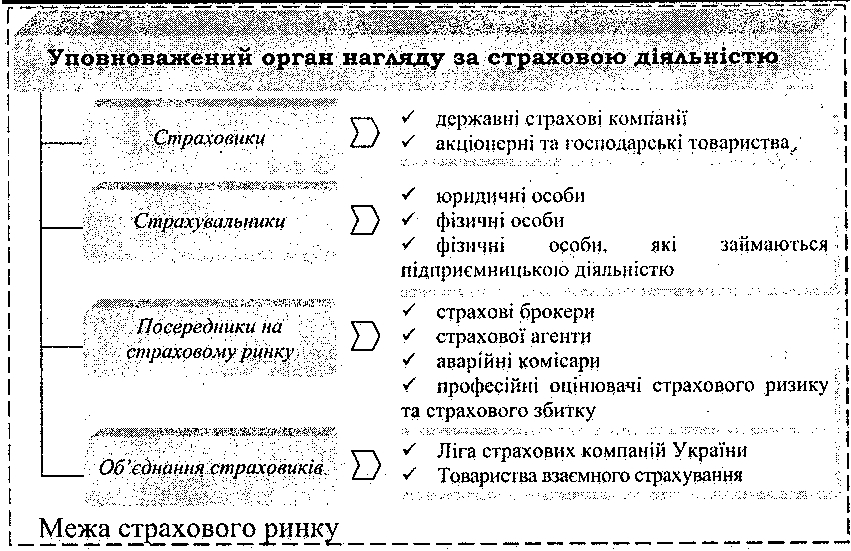 Уповноважений орган нагляду за страховою діяльністю
Страховики
✓ державні страхові компанії
✓ акціонерні та господарські товариства,
Страхувальники
✓ юридичні особи
✓ фізичні особи
✓ фізичні особи, які займаються
підприємницькою діяльністю
Посередники на
страховому ринку
✓ страхові брокери
✓ страхової агенти
✓ аварійні комісари
✓ професійні оцінювачі страхового ризику
та страхового збитку
Об’єднання страховиків
✓ Ліга страхових компаній України
✓ Товариства взаємного страхування
Межа страхового ринку